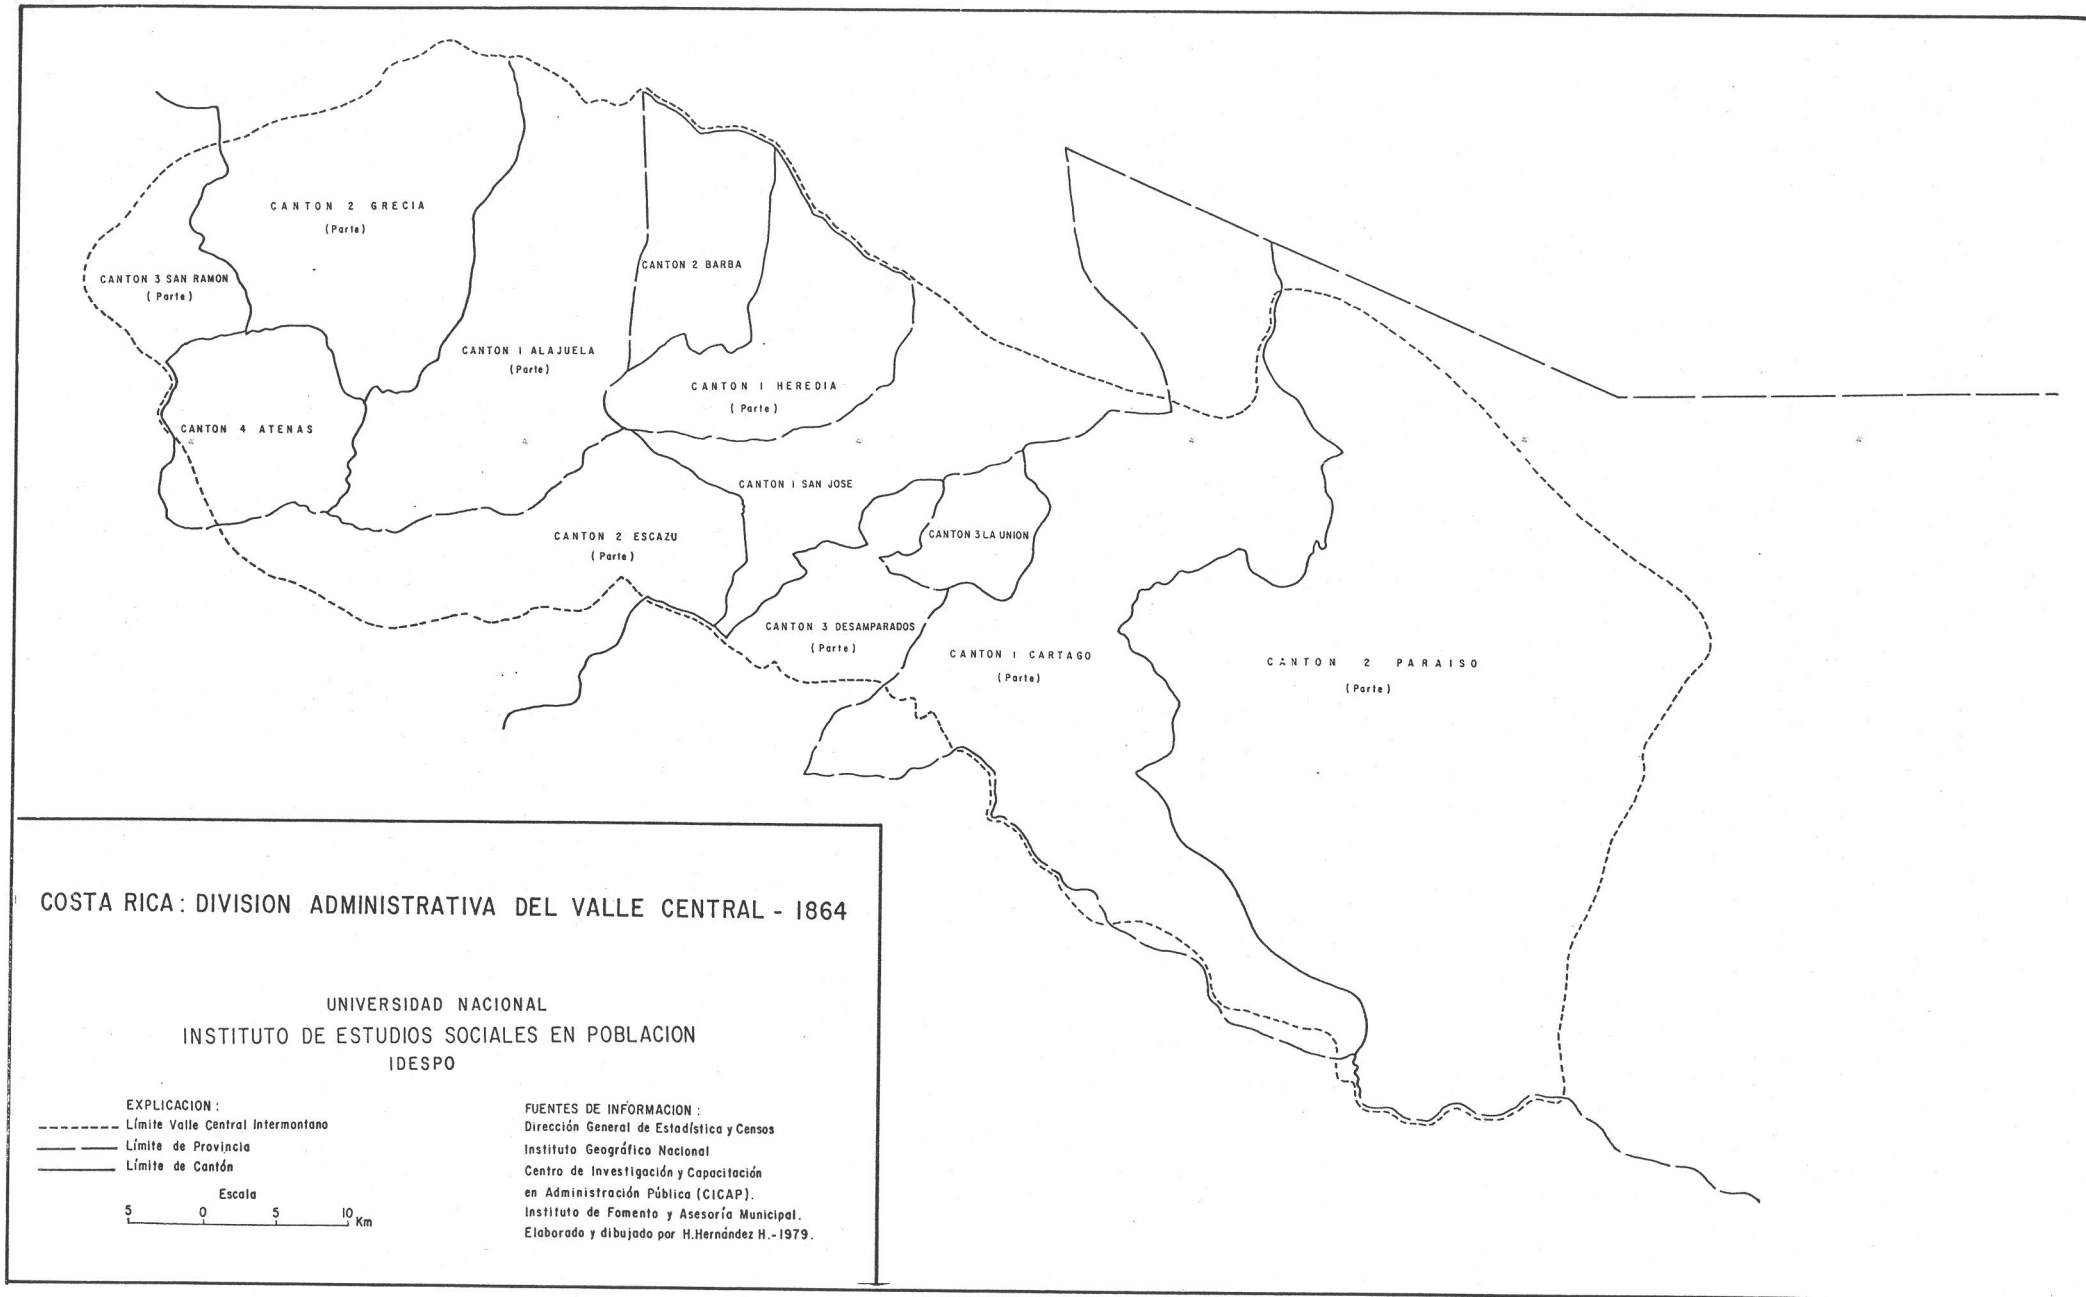 CANTON 2 GRECIA
(Parte)
CANTON 3 SAN RAMON
(Parte)
CANTON 2 BARBA
CANTON 1 ALAJUELA
(Parte)
CANTON 1 HEREDIA
(Parte)
CANTON 4 ATENAS
CANTON 1 SAN JOSE
CANTON 2 ESCAZU
(Parte)
CANTON 3 LA UNION
CANTON 3 DESAMPARADOS
(Parte)
CANTON 1 CARTAGO
(Parte)
CANTON 2 PARAISO
(Parte)
COSTA RICA: DIVISION ADMINISTRATIVA DEL VALLE CENTRAL - 1864
UNIVERSIDAD NACIONAL
INSTITUTO DE ESTUDIOS SOCIALES EN POBLACION
IDESPO
EXPLICACION:
Límite Valle Central Intermontano
Límite de Provincia
Límite de Cantón
Escala
5 0 5 10 Km
FUENTES DE INFORMACION:
Dirección General de Estadística y Censos
Instituto Geográfico Nacional
Centro de Investigación y Capacitación
en Administración Pública (CICAP).
Instituto de Fomento y Asesoría Municipal.
Elaborado y dibujado por H.Hernández H.-1979.